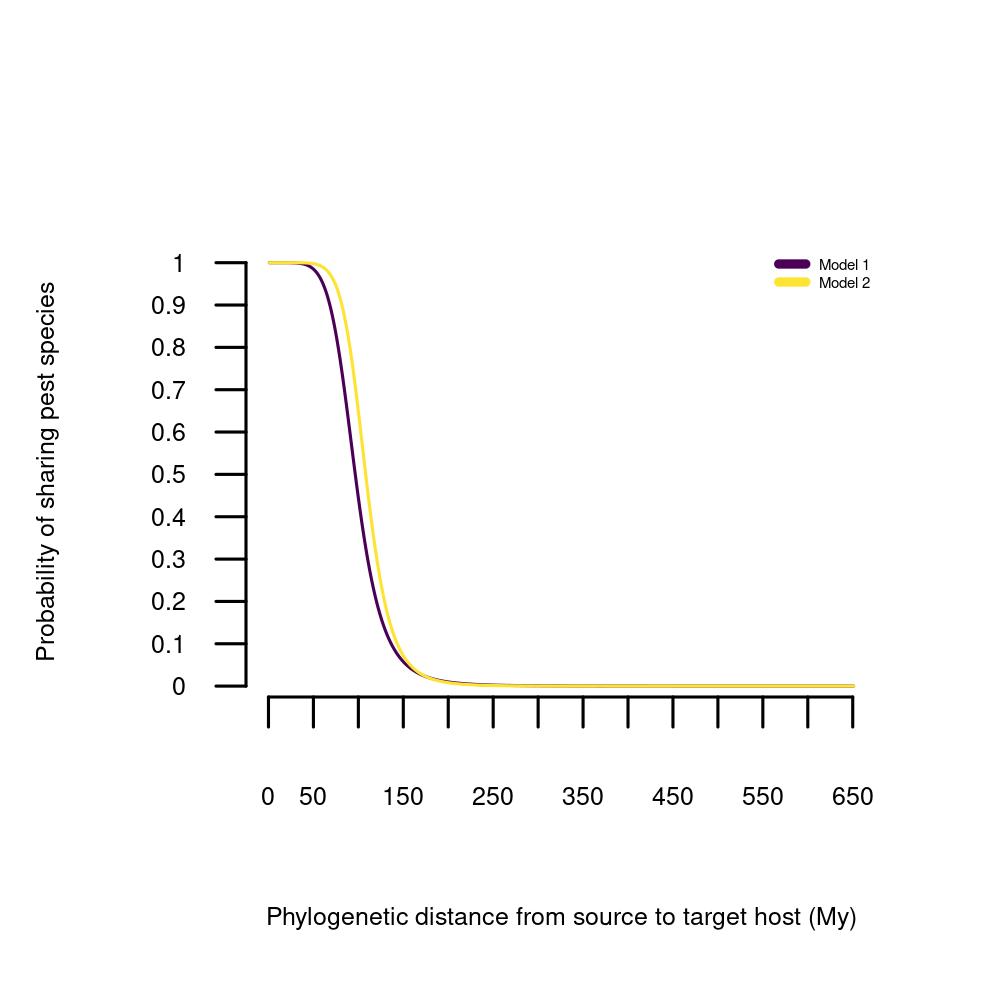 Model 1
Model 2
Probability of sharing pest species
1
0.9
0.8
0.7
0.6
0.5
0.4
0.3
0.2
0.1
0
0 50 150 250 350 450 550 650
Phylogenetic distance from source to target host (My)